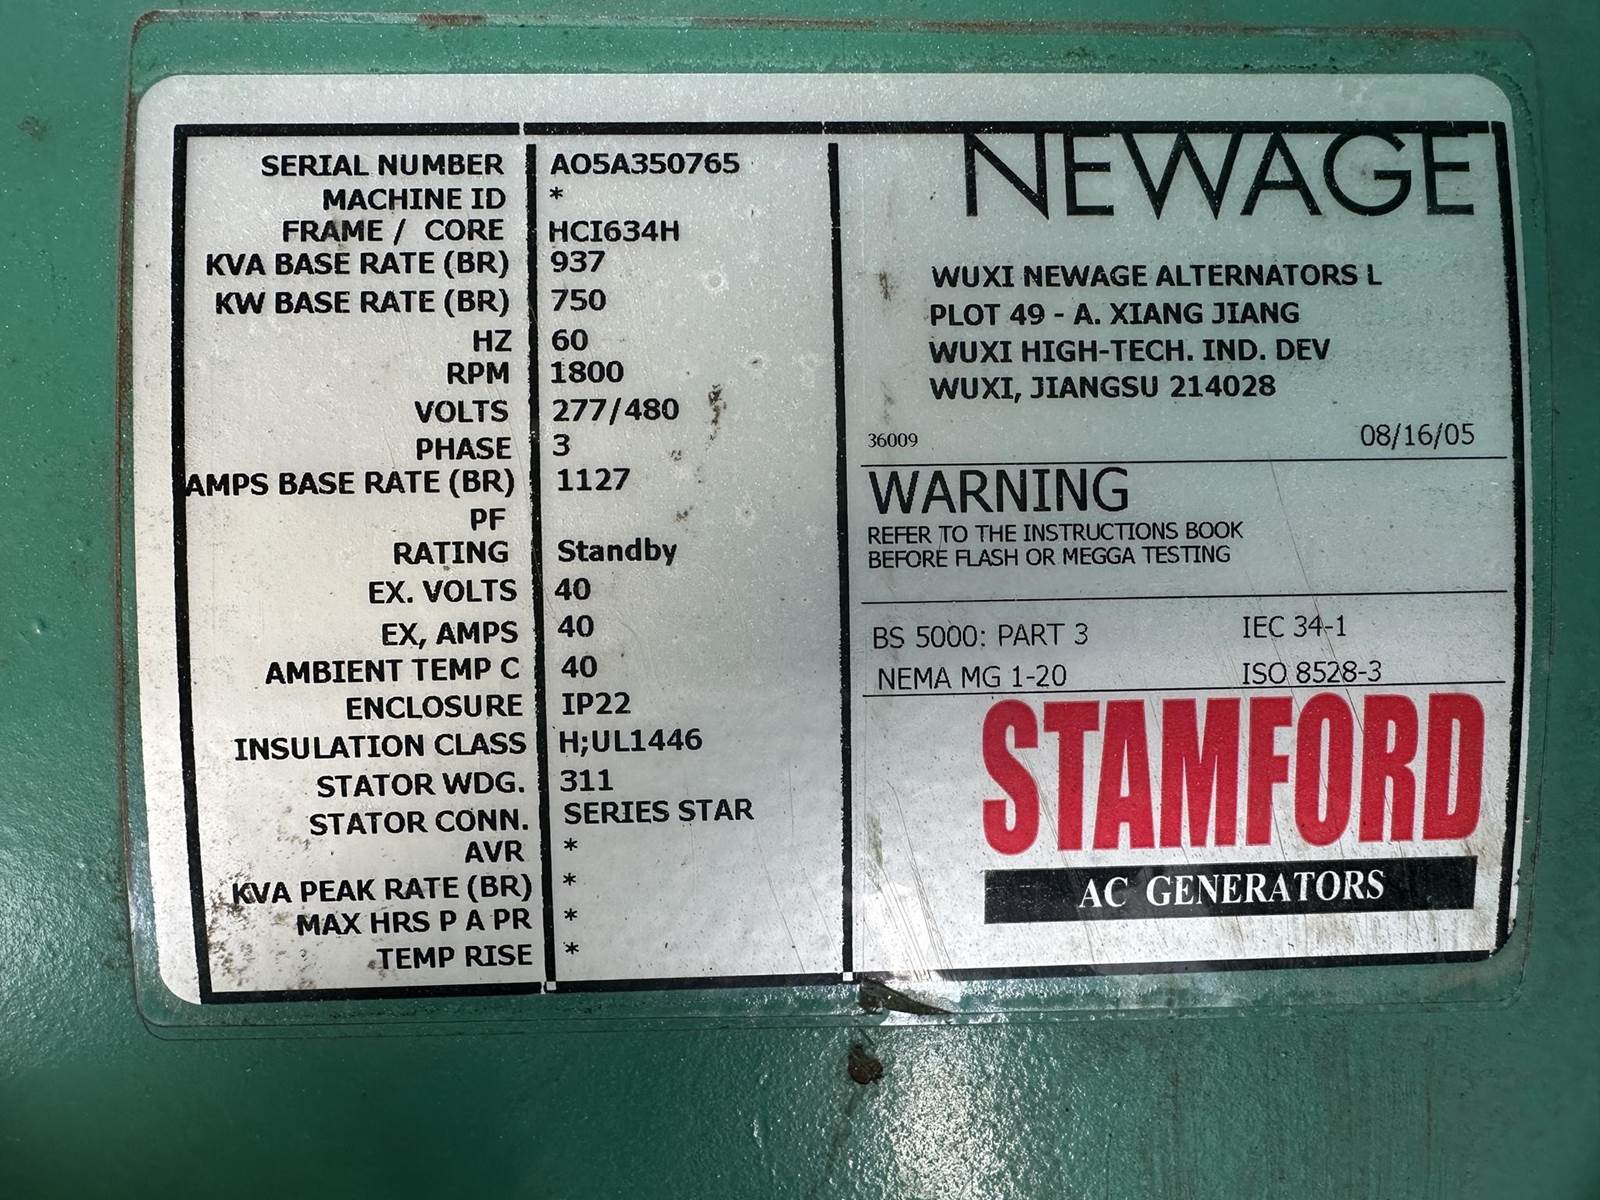 SERIAL NUMBER AO5A350765
MACHINE ID *
FRAME / CORE HCI634H
KVA BASE RATE (BR) 937
KW BASE RATE (BR) 750
HZ 60
RPM 1800
VOLTS 277/480
PHASE 3
AMPS BASE RATE (BR) 1127
PF
RATING Standby
EX. VOLTS 40
EX, AMPS 40
AMBIENT TEMP C 40
ENCLOSURE IP22
INSULATION CLASS H;UL1446
STATOR WDG. 311
STATOR CONN. SERIES STAR
AVR *
KVA PEAK RATE (BR) *
MAX HRS P A PR *
TEMP RISE *
NEWAGE
WUXI NEWAGE ALTERNATORS L
PLOT 49 - A. XIANG JIANG
WUXI HIGH-TECH. IND. DEV
WUXI, JIANGSU 214028
36009 08/16/05
WARNING
REFER TO THE INSTRUCTIONS BOOK
BEFORE FLASH OR MEGGA TESTING
BS 5000: PART 3 IEC 34-1
NEMA MG 1-20 ISO 8528-3
STAMFORD
AC GENERATORS